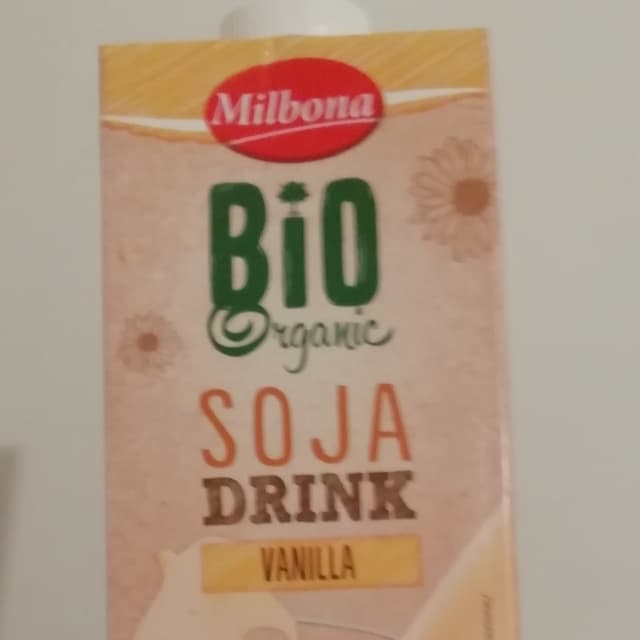 Milbona
BiO
Organic
SOJA
DRINK
VANILLA